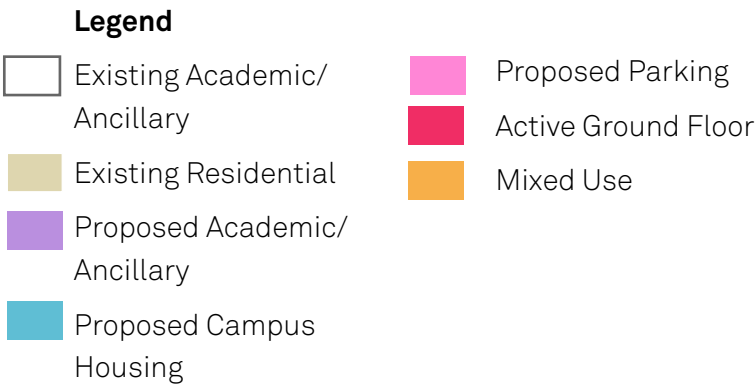 Legend
Existing Academic/
Ancillary
Existing Residential
Proposed Academic/
Ancillary
Proposed Campus
Housing
Proposed Parking
Active Ground Floor
Mixed Use